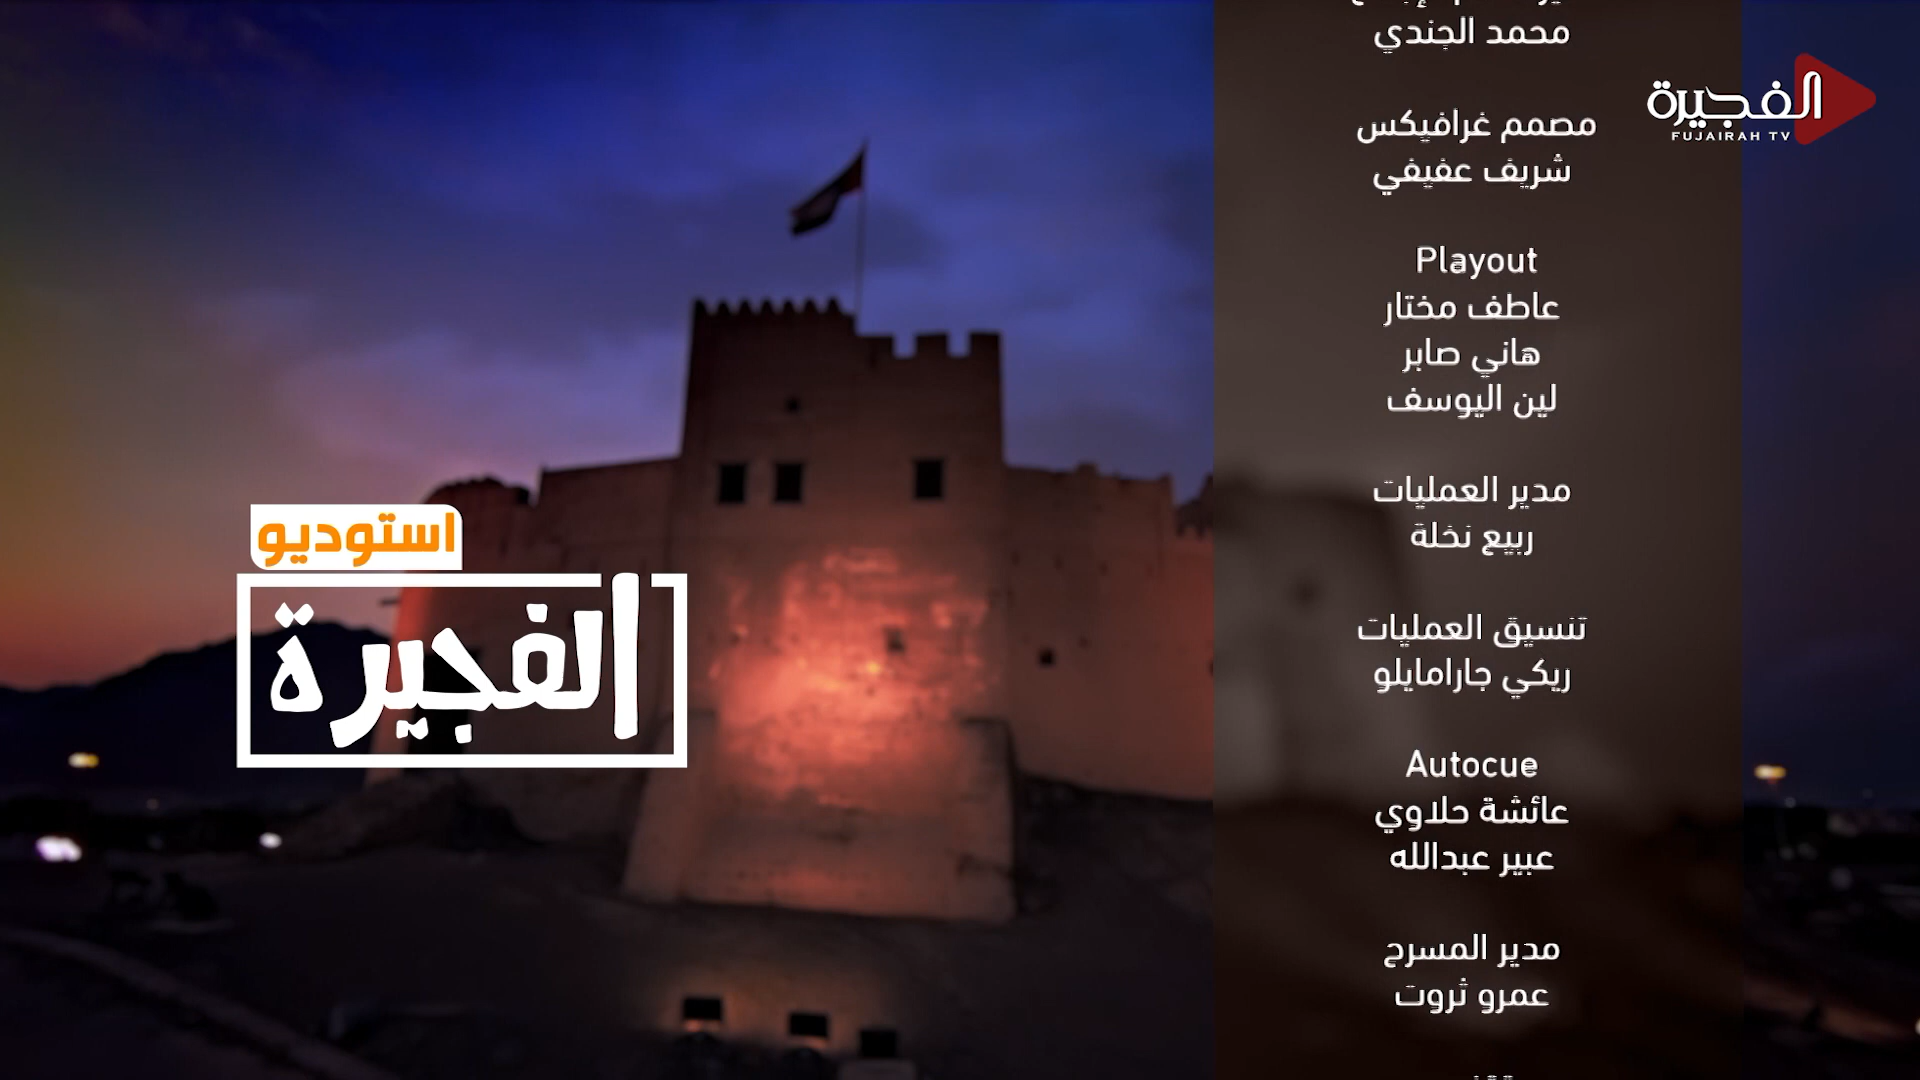 محمد الجندي
مصمم غرافيكس
شريف عفيفي
Playout
عاطف مختار
هاني صابر
لين اليوسف
مدير العمليات
ربيع نخلة
تنسيق العمليات
ريكي جارامايلو
Autocue
عائشة حلاوي
عبير عبدالله
مدير المسرح
عمرو ثروت
الفجيرة
FUJAIRAH TV
استوديو
الفجيرة